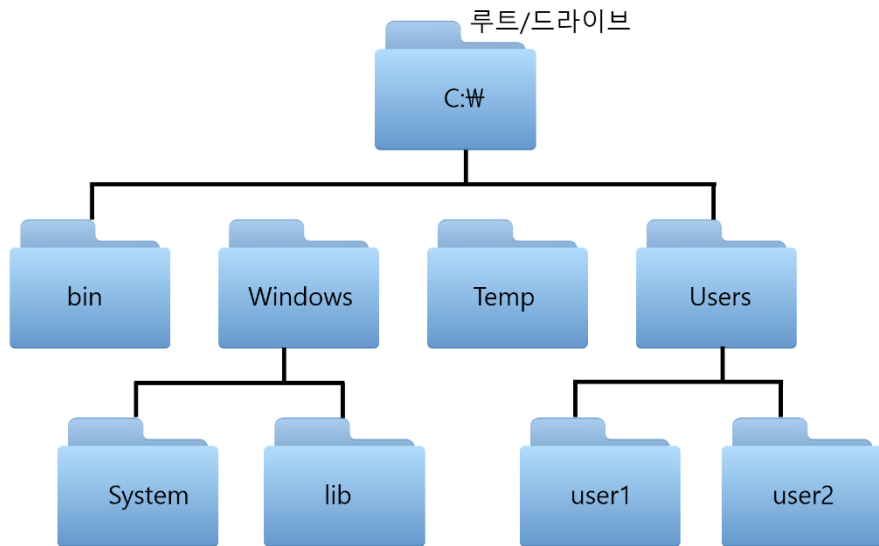 루트/드라이브
C:₩
bin
Windows
Temp
Users
System
lib
user1
user2